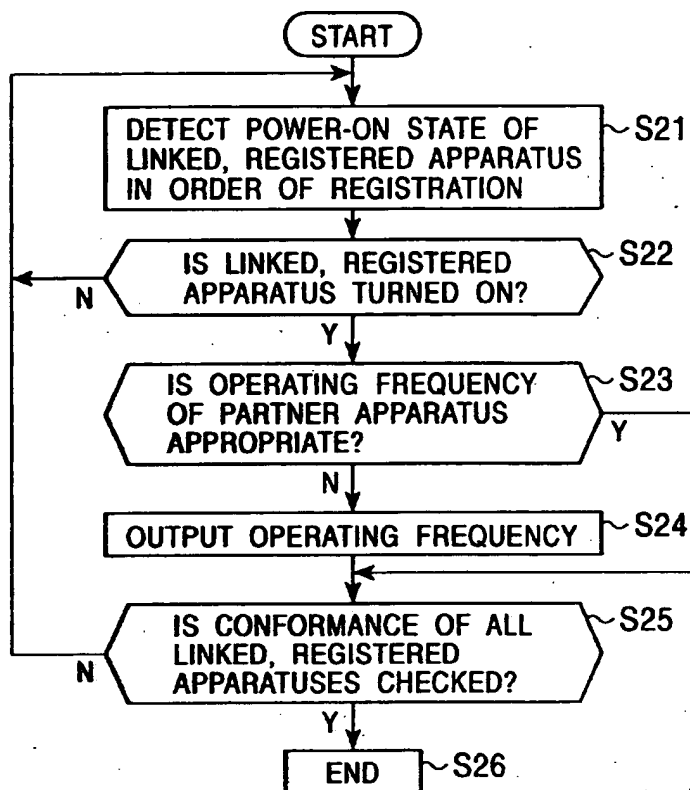 START
DETECT POWER-ON STATE OF
LINKED, REGISTERED APPARATUS
IN ORDER OF REGISTRATION
S21
IS LINKED, REGISTERED
APPARATUS TURNED ON?
S22
N
Y
IS OPERATING FREQUENCY
OF PARTNER APPARATUS
APPROPRIATE?
S23
Y
N
OUTPUT OPERATING FREQUENCY
S24
IS CONFORMANCE OF ALL
LINKED, REGISTERED
APPARATUSES CHECKED?
S25
N
Y
END
S26